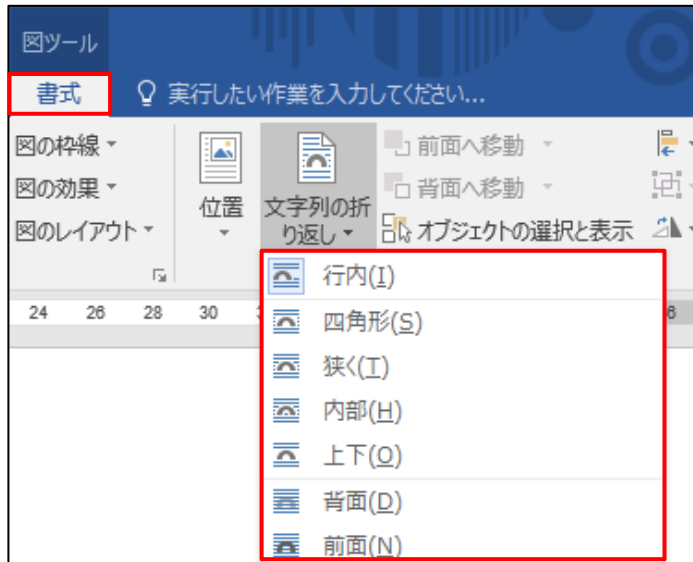 図ツール
書式
実行したい作業を入力してください...
図の枠線
図の効果
図のレイアウト
位置
文字列の折
り返し
前面へ移動
背面へ移動
オブジェクトの選択と表示
24 26 28 30
行内(I)
四角形(S)
狭く(T)
内部(H)
上下(O)
背面(D)
前面(N)